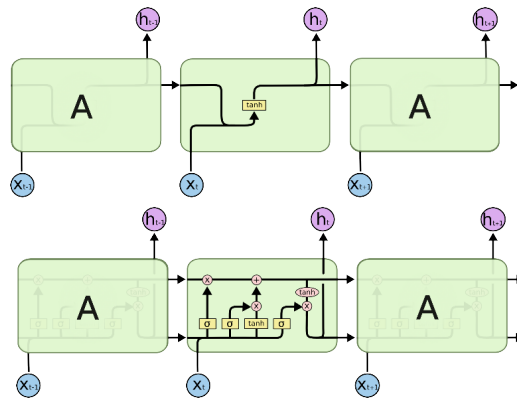 h t-1 h t h t+1
A tanh A
x t-1 x t x t+1
h t-1 h t h t+1
x + tanh
A x x A
σ σ tanh σ
x t-1 x t x t+1